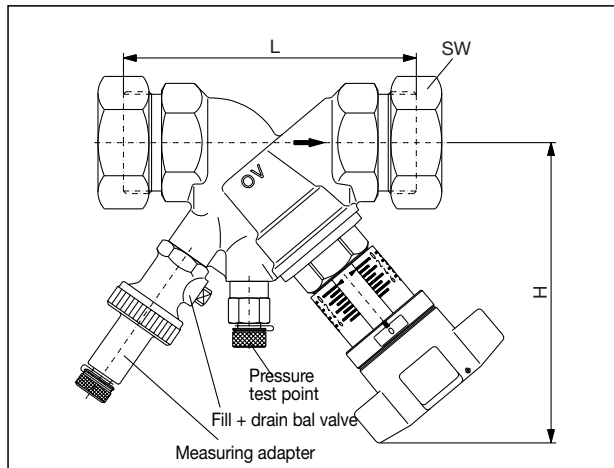 L
SW
OV
H
Pressure
test point
Fill + drain bal valve
Measuring adapter